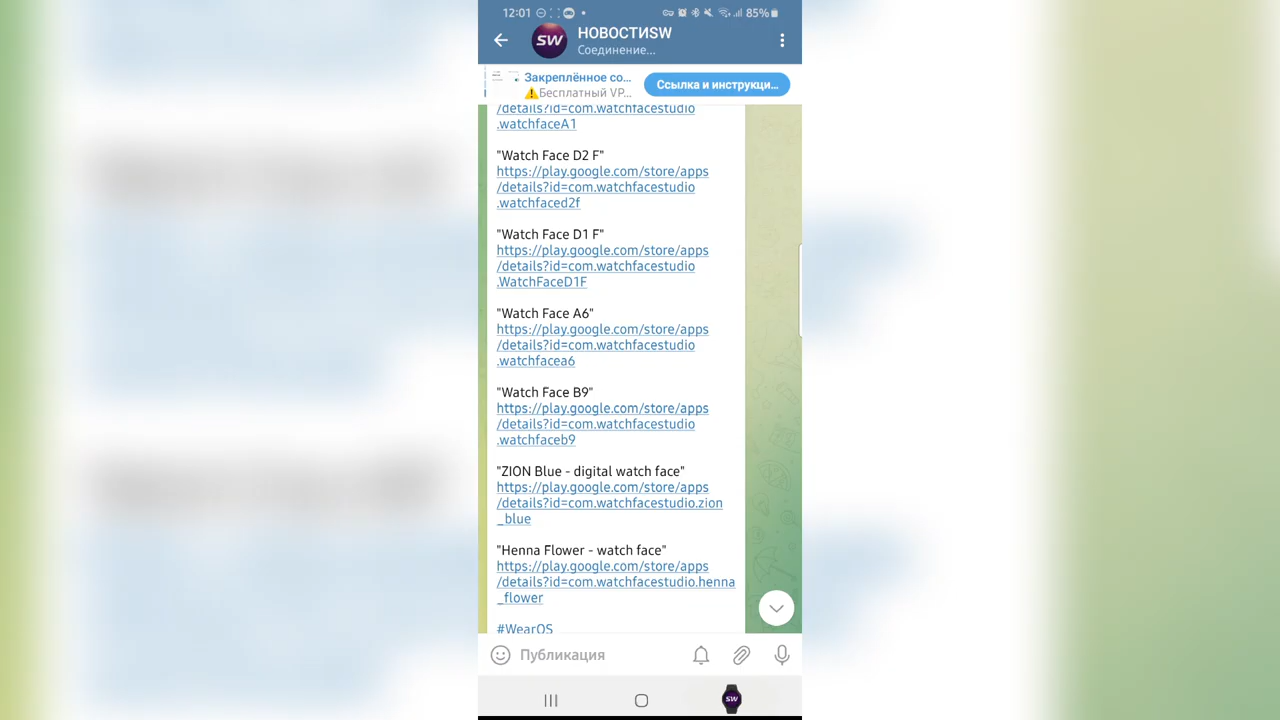 12:01
85%
SW
НОВОСТИSW
Соединение...
Закреплённое со...
⚠️Бесплатный VP...
Ссылка и инструкци...
/details?id=com.watchfacestudio
.watchfaceA1
"Watch Face D2 F"
https://play.google.com/store/apps
/details?id=com.watchfacestudio
.watchfaced2f
"Watch Face D1 F"
https://play.google.com/store/apps
/details?id=com.watchfacestudio
.WatchFaceD1F
"Watch Face A6"
https://play.google.com/store/apps
/details?id=com.watchfacestudio
.watchfacea6
"Watch Face B9"
https://play.google.com/store/apps
/details?id=com.watchfacestudio
.watchfaceb9
"ZION Blue - digital watch face"
https://play.google.com/store/apps
/details?id=com.watchfacestudio.zion
_blue
"Henna Flower - watch face"
https://play.google.com/store/apps
/details?id=com.watchfacestudio.henna
_flower
#WearOS
Публикация
SW